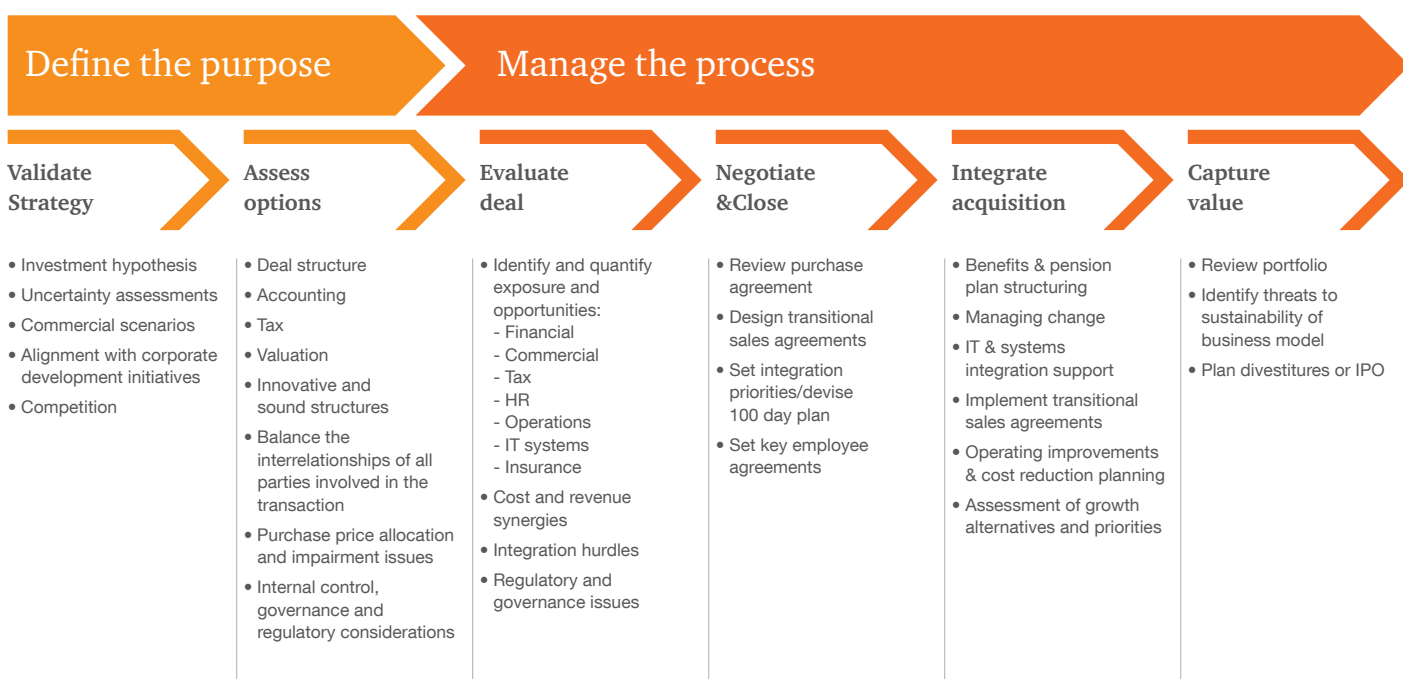 Define the purpose
Manage the process
Validate
Strategy
• Investment hypothesis
• Uncertainty assessments
• Commercial scenarios
• Alignment with corporate
development initiatives
• Competition
Assess
options
• Deal structure
• Accounting
• Tax
• Valuation
• Innovative and
sound structures
• Balance the
interrelationships of all
parties involved in the
transaction
• Purchase price allocation
and impairment issues
• Internal control,
governance and
regulatory considerations
Evaluate
deal
• Identify and quantify
exposure and
opportunities:
- Financial
- Commercial
- Tax
- HR
- Operations
- IT systems
- Insurance
• Cost and revenue
synergies
• Integration hurdles
• Regulatory and
governance issues
Negotiate
&Close
• Review purchase
agreement
• Design transitional
sales agreements
• Set integration
priorities/devise
100 day plan
• Set key employee
agreements
Integrate
acquisition
• Benefits & pension
plan structuring
• Managing change
• IT & systems
integration support
• Implement transitional
sales agreements
• Operating improvements
& cost reduction planning
• Assessment of growth
alternatives and priorities
Capture
value
• Review portfolio
• Identify threats to
sustainability of
business model
• Plan divestitures or IPO